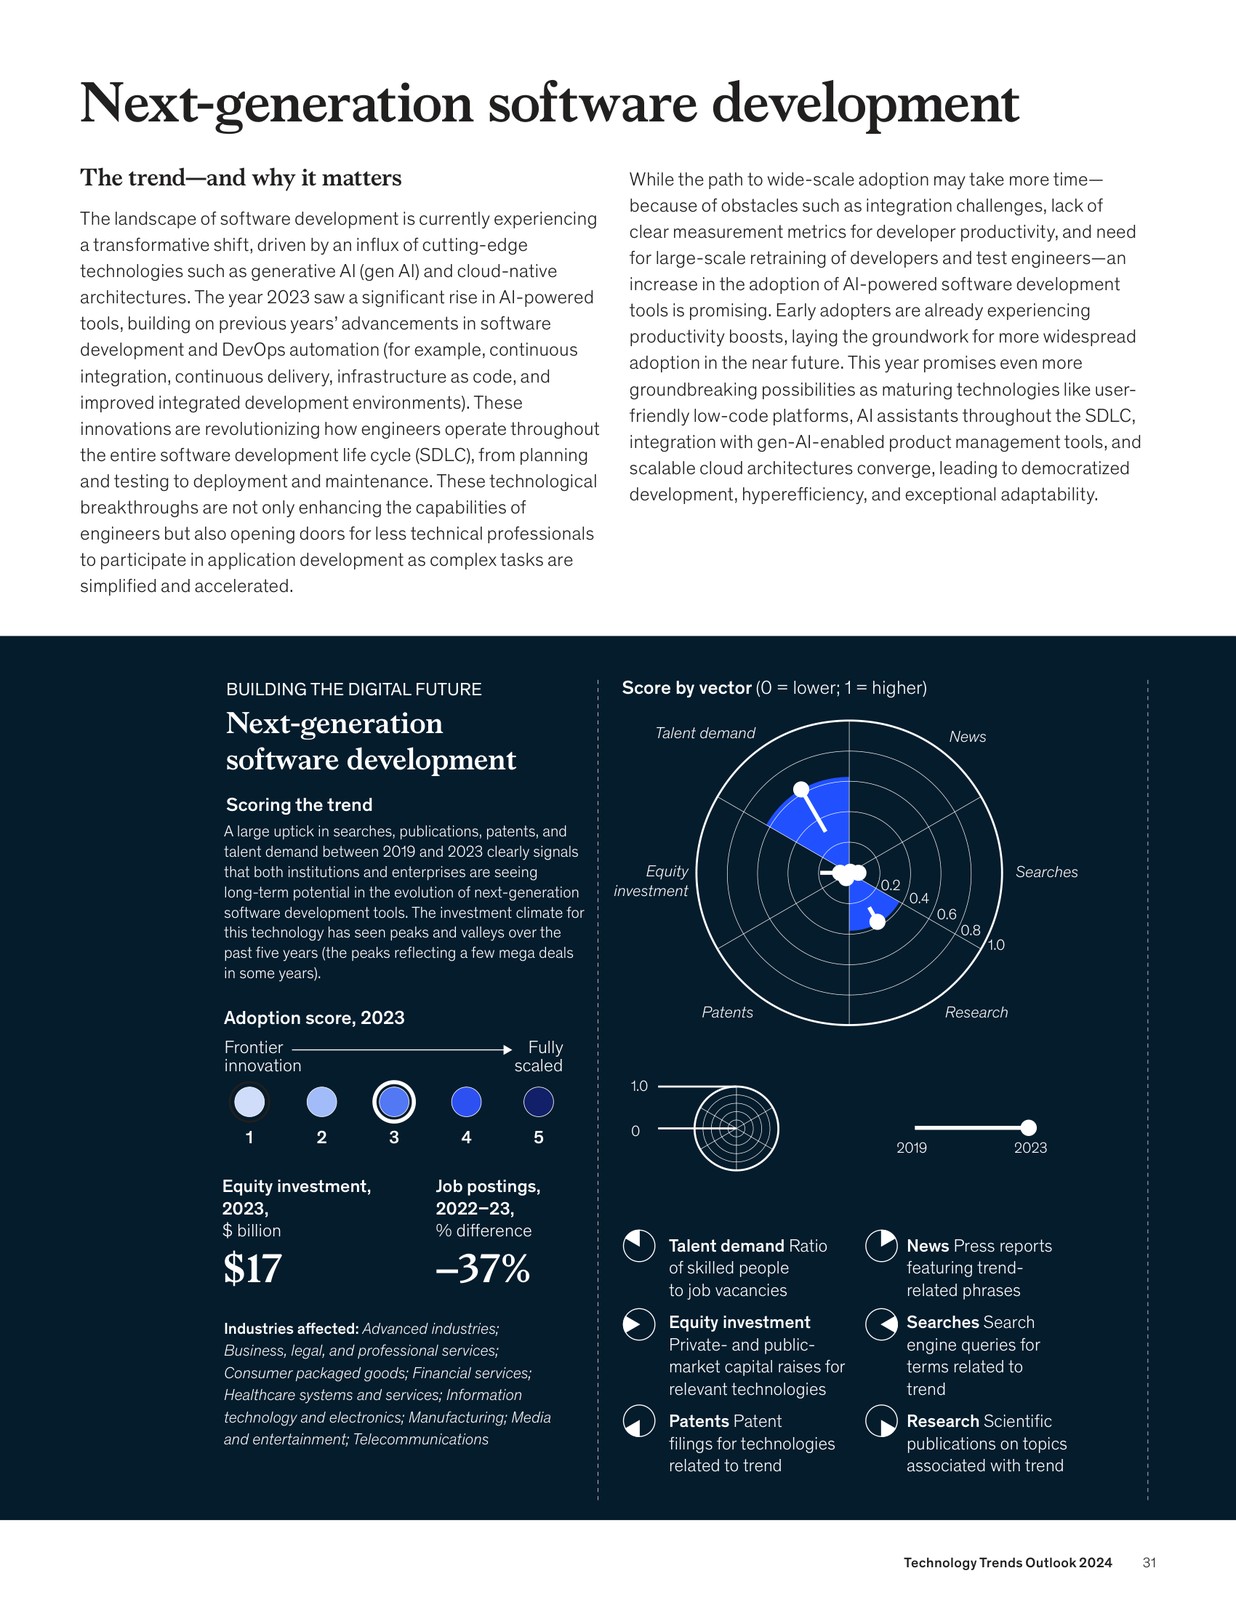 Next-generation software development
The trend—and why it matters
The landscape of software development is currently experiencing
a transformative shift, driven by an influx of cutting-edge
technologies such as generative AI (gen AI) and cloud-native
architectures. The year 2023 saw a significant rise in AI-powered
tools, building on previous years’ advancements in software
development and DevOps automation (for example, continuous
integration, continuous delivery, infrastructure as code, and
improved integrated development environments). These
innovations are revolutionizing how engineers operate throughout
the entire software development life cycle (SDLC), from planning
and testing to deployment and maintenance. These technological
breakthroughs are not only enhancing the capabilities of
engineers but also opening doors for less technical professionals
to participate in application development as complex tasks are
simplified and accelerated.
While the path to wide-scale adoption may take more time—
because of obstacles such as integration challenges, lack of
clear measurement metrics for developer productivity, and need
for large-scale retraining of developers and test engineers—an
increase in the adoption of AI-powered software development
tools is promising. Early adopters are already experiencing
productivity boosts, laying the groundwork for more widespread
adoption in the near future. This year promises even more
groundbreaking possibilities as maturing technologies like user-
friendly low-code platforms, AI assistants throughout the SDLC,
integration with gen-AI-enabled product management tools, and
scalable cloud architectures converge, leading to democratized
development, hyperefficiency, and exceptional adaptability.
BUILDING THE DIGITAL FUTURE
Next-generation
software development
Scoring the trend
A large uptick in searches, publications, patents, and
talent demand between 2019 and 2023 clearly signals
that both institutions and enterprises are seeing
long-term potential in the evolution of next-generation
software development tools. The investment climate for
this technology has seen peaks and valleys over the
past five years (the peaks reflecting a few mega deals
in some years).
Adoption score, 2023
Frontier
innovation
Fully
scaled
1
2
3
4
5
Equity investment,
2023,
$ billion
$17
Job postings,
2022–23,
% difference
–37%
Industries affected: Advanced industries;
Business, legal, and professional services;
Consumer packaged goods; Financial services;
Healthcare systems and services; Information
technology and electronics; Manufacturing; Media
and entertainment; Telecommunications
Score by vector (0 = lower; 1 = higher)
Talent demand
News
Equity
investment
Searches
0.2
0.4
0.6
0.8
1.0
Patents
Research
1.0
0
2019
2023
Talent demand Ratio
of skilled people
to job vacancies
Equity investment
Private- and public-
market capital raises for
relevant technologies
Patents Patent
filings for technologies
related to trend
News Press reports
featuring trend-
related phrases
Searches Search
engine queries for
terms related to
trend
Research Scientific
publications on topics
associated with trend
Technology Trends Outlook 2024
31